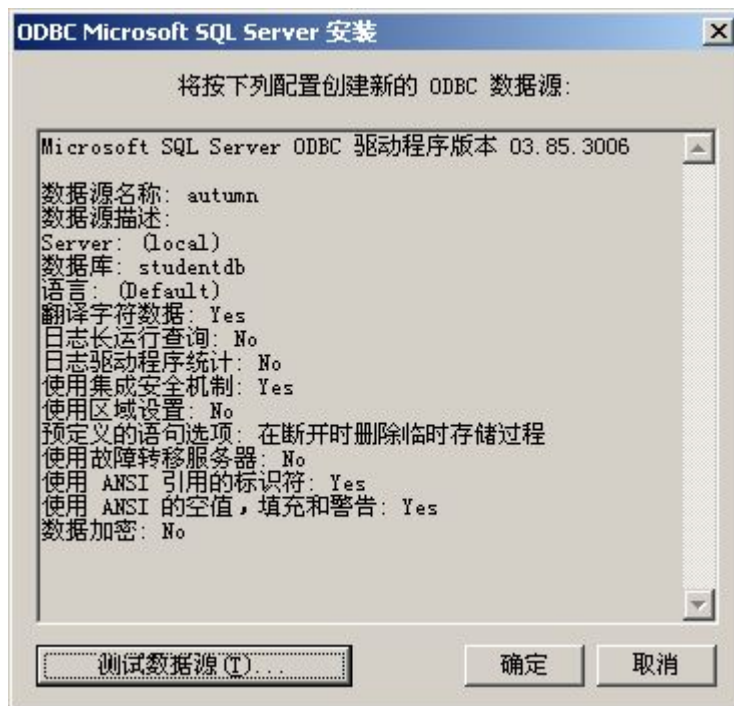 ODBC Microsoft SQL Server 安装
将按下列配置创建新的 ODBC 数据源:
Microsoft SQL Server ODBC 驱动程序版本 03.85.3006
数据源名称: autumn
数据源描述:
Server: (local)
数据库: studentdb
语言: (Default)
翻译字符数据: Yes
日志长运行查询: No
日志驱动程序统计: No
使用集成安全机制: Yes
使用区域设置: No
预定义的语句选项: 在断开时删除临时存储过程
使用故障转移服务器: No
使用 ANSI 引用的标识符: Yes
使用 ANSI 的空值，填充和警告: Yes
数据加密: No
测试数据源(T)...
确定
取消